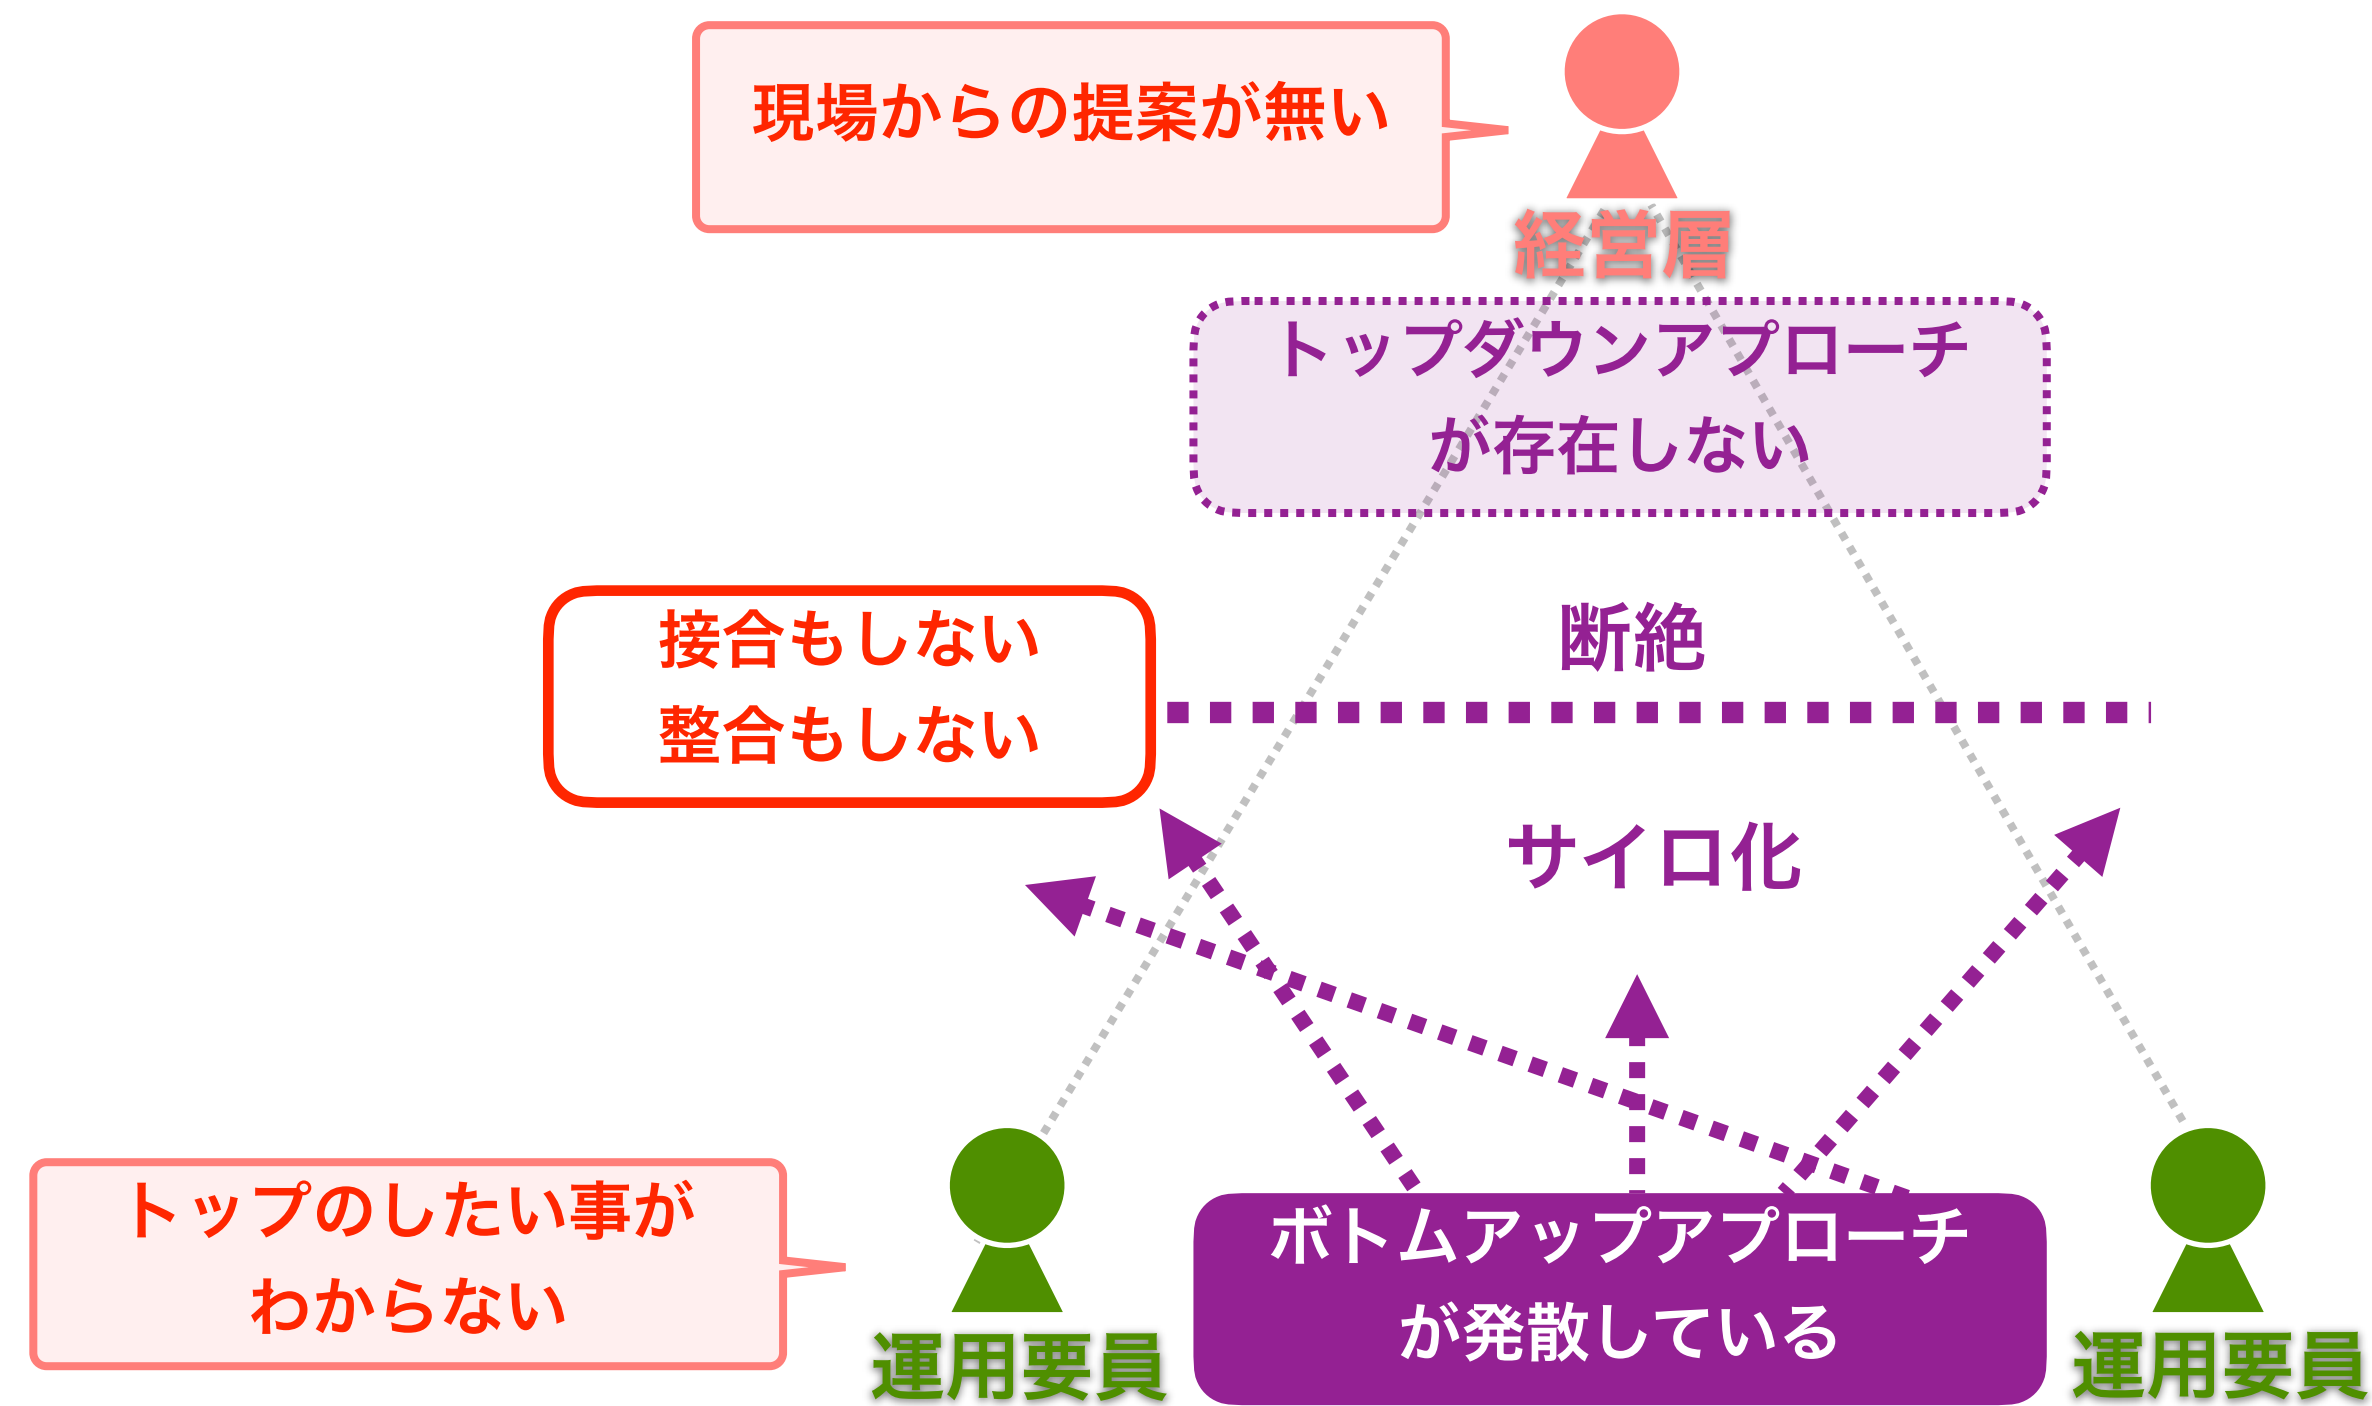 現場からの提案が無い
経営層
トップダウンアプローチ
が存在しない
接合もしない
整合もしない
断絶
サイロ化
トップのしたい事が
わからない
運用要員
ボトムアップアプローチ
が発散している
運用要員